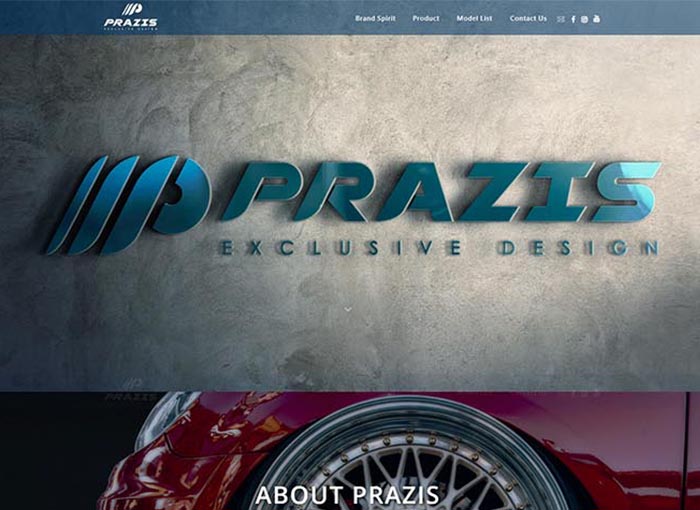 PRAZIS
EXCLUSIVE DESIGN
Brand Spirit Product Model List Contact Us
PRAZIS
EXCLUSIVE DESIGN
PRAZIS
ABOUT PRAZIS